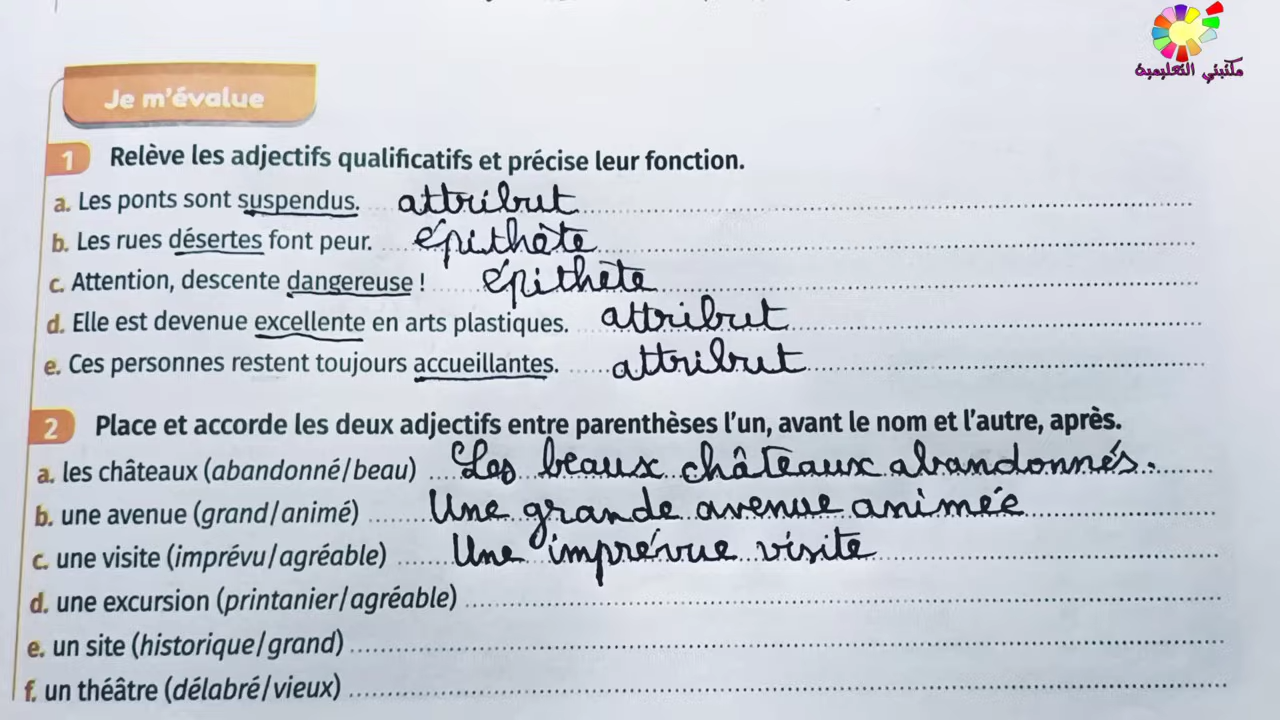 مكتبتي التعليمية
Je m'évalue
1 Relève les adjectifs qualificatifs et précise leur fonction.
a. Les ponts sont suspendus. attribut
b. Les rues désertes font peur. épithète
c. Attention, descente dangereuse ! épithète
d. Elle est devenue excellente en arts plastiques. attribut
e. Ces personnes restent toujours accueillantes. attribut
2 Place et accorde les deux adjectifs entre parenthèses l'un, avant le nom et l'autre, après.
a. les châteaux (abandonné/beau) Les beaux châteaux abandonnés.
b. une avenue (grand/animé) Une grande avenue animée
c. une visite (imprévu/agréable) Une imprévue visite
d. une excursion (printanier/agréable)
e. un site (historique/grand)
f. un théâtre (délabré/vieux)